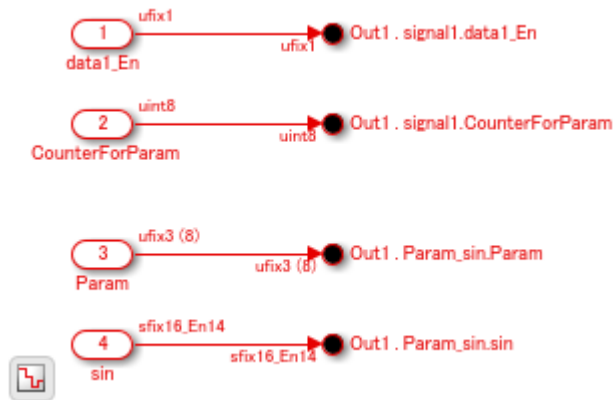 1
ufix1
ufix1
Out1 . signal1.data1_En
data1_En
2
uint8
uint8
Out1 . signal1.CounterForParam
CounterForParam
3
ufix3 (8)
ufix3 (8)
Out1 . Param_sin.Param
Param
4
sfix16_En14
sfix16_En14
Out1 . Param_sin.sin
sin